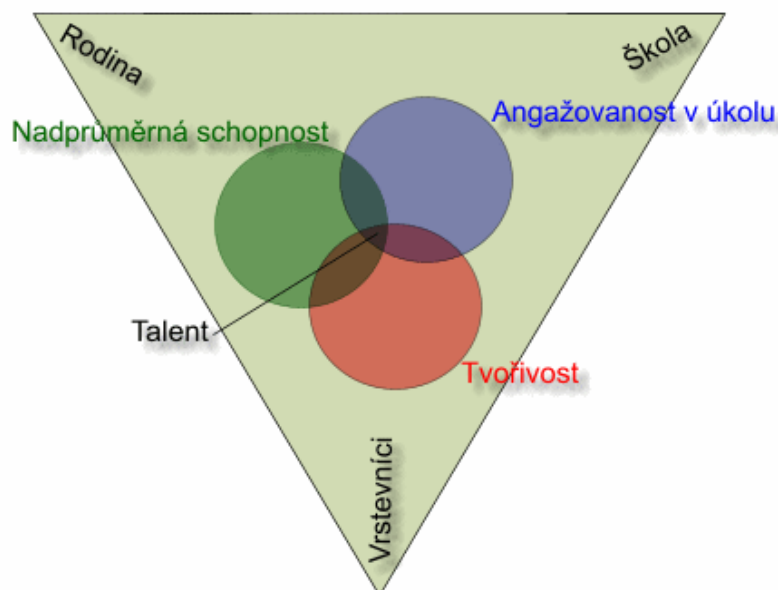 Rodina
Škola
Angažovanost v úkolu
Nadprůměrná schopnost
Talent
Tvořivost
Vrstevníci